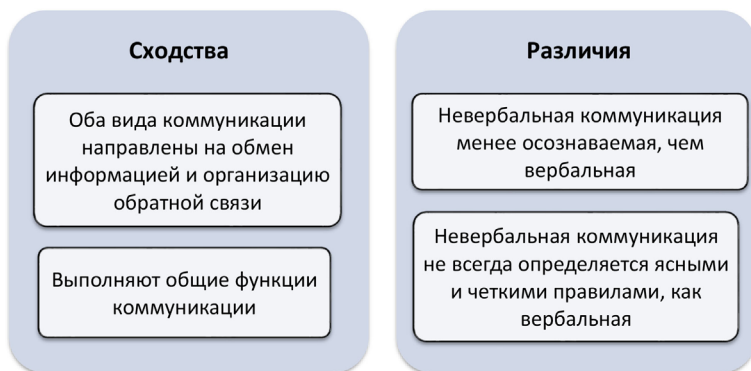 Сходства
Оба вида коммуникации
направлены на обмен
информацией и организацию
обратной связи
Выполняют общие функции
коммуникации
Различия
Невербальная коммуникация
менее осознаваемая, чем
вербальная
Невербальная коммуникация
не всегда определяется ясными
и четкими правилами, как
вербальная